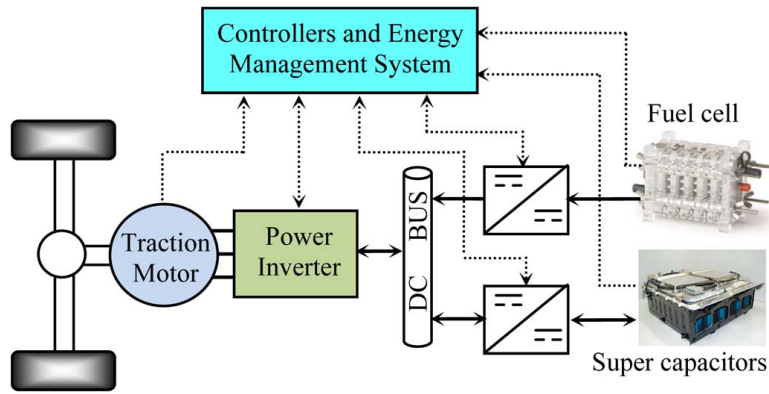 Controllers and Energy
Management System
Fuel cell
Traction
Motor
Power
Inverter
DC BUS
Super capacitors